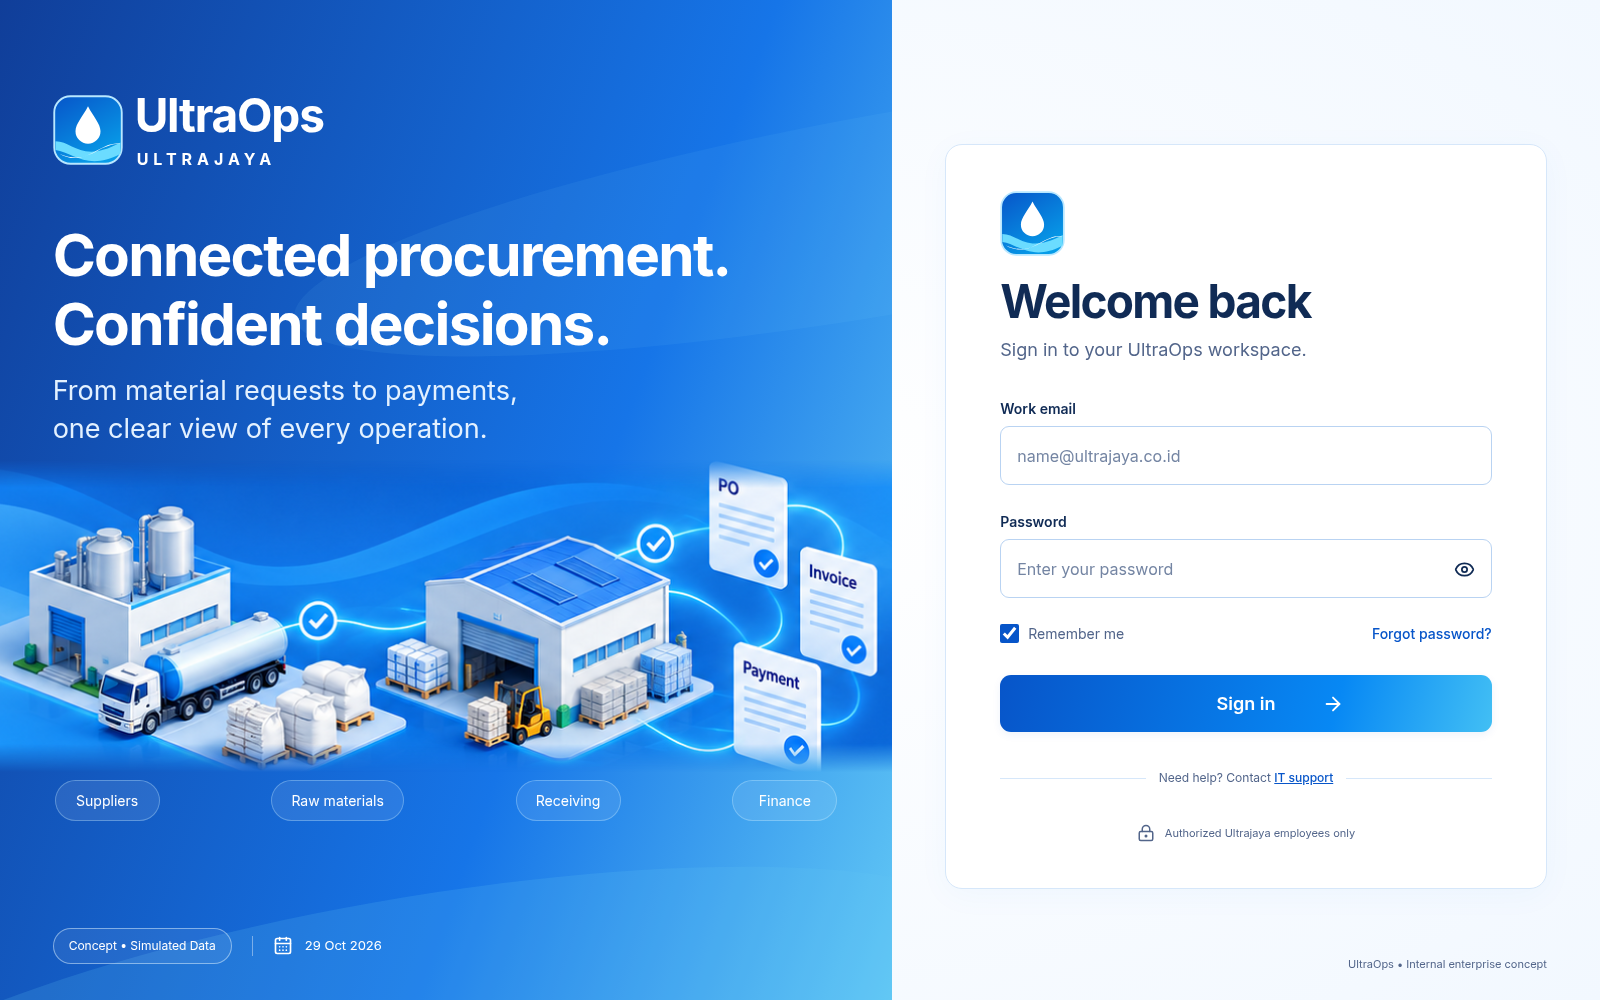 UltraOps
ULTRAJAYA
Connected procurement.
Confident decisions.
From material requests to payments,
one clear view of every operation.
PO
Invoice
Payment
Suppliers
Raw materials
Receiving
Finance
Concept • Simulated Data
29 Oct 2026
Welcome back
Sign in to your UltraOps workspace.
Work email
name@ultrajaya.co.id
Password
Enter your password
Remember me
Forgot password?
Sign in
Need help? Contact IT support
Authorized Ultrajaya employees only
UltraOps • Internal enterprise concept